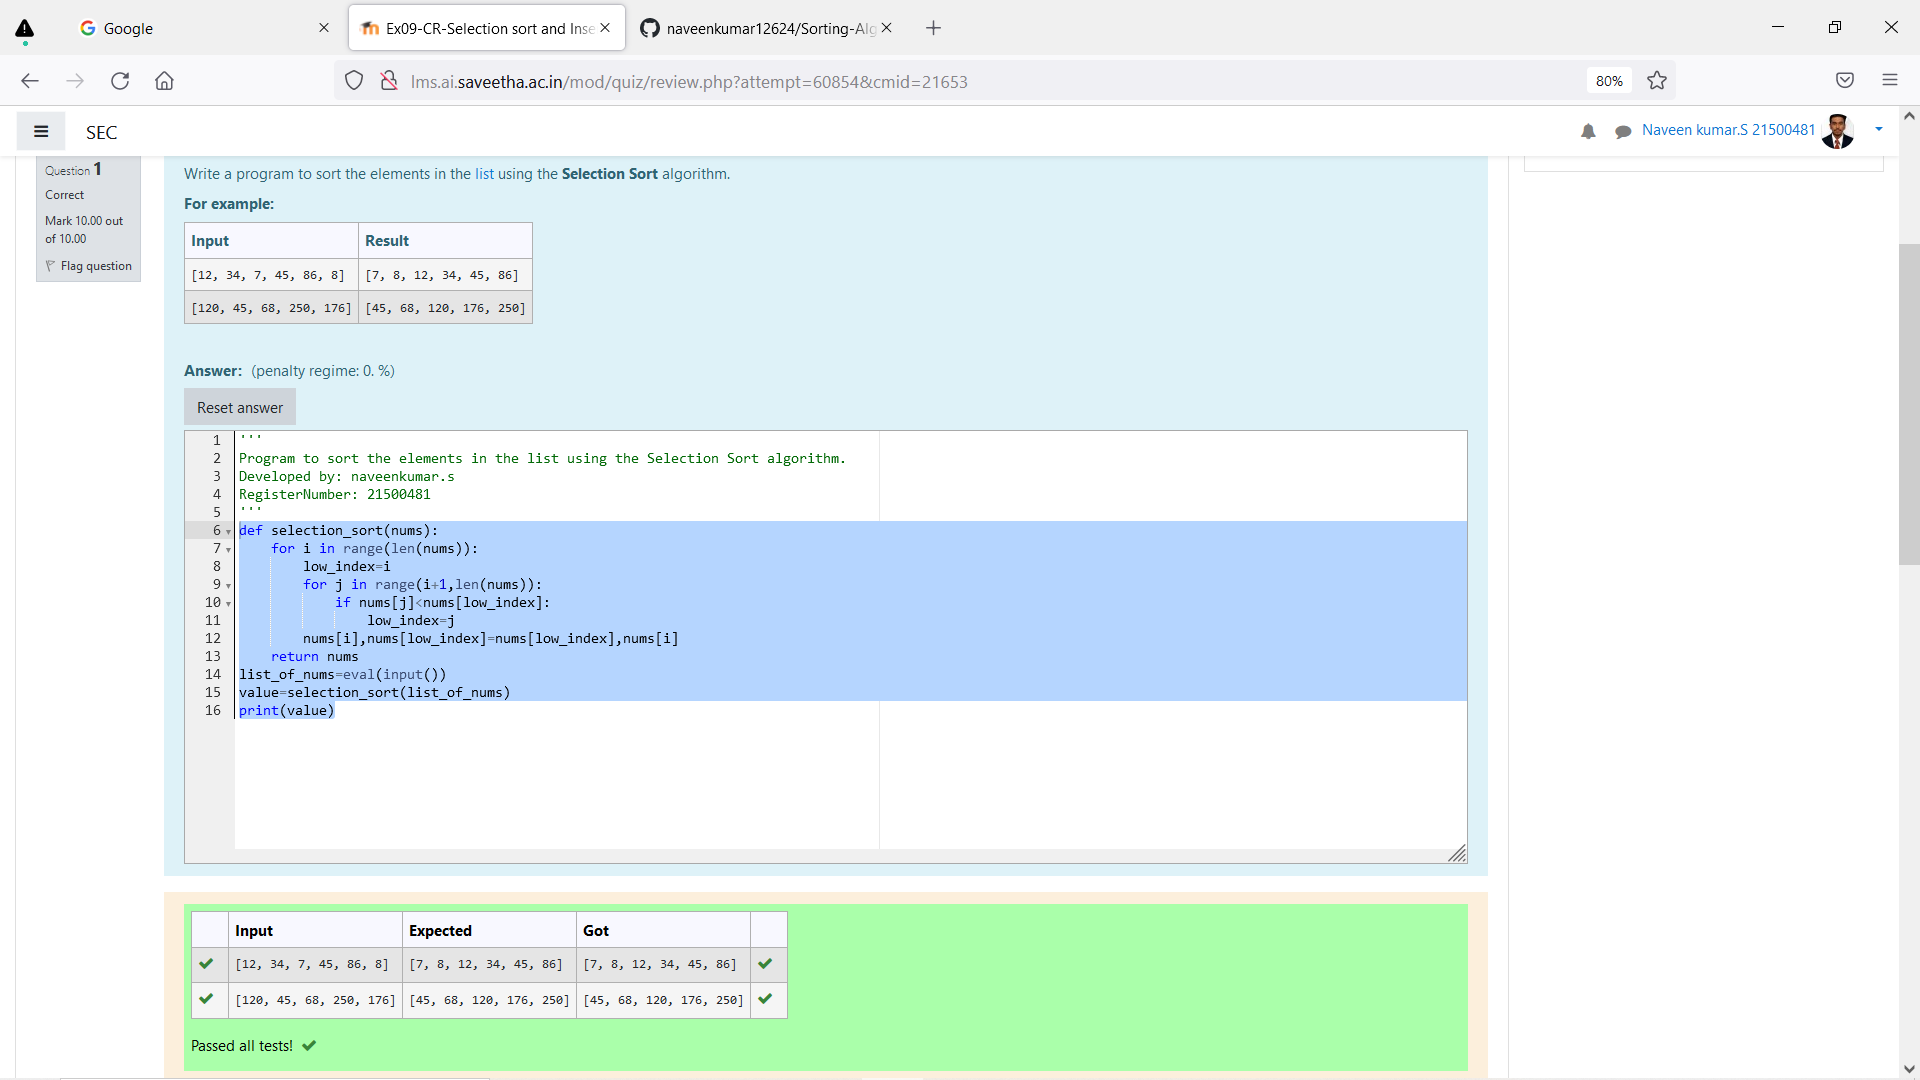 Google
Ex09-CR-Selection sort and Inse
naveenkumar12624/Sorting-Alg
lms.ai.saveetha.ac.in/mod/quiz/review.php?attempt=60854&cmid=21653
80%
SEC
Naveen kumar.S 21500481
Question 1
Correct
Mark 10.00 out
of 10.00
Flag question
Write a program to sort the elements in the list using the Selection Sort algorithm.
For example:
Input Result
[12, 34, 7, 45, 86, 8] [7, 8, 12, 34, 45, 86]
[120, 45, 68, 250, 176] [45, 68, 120, 176, 250]
Answer: (penalty regime: 0. %)
Reset answer
1 '''
2 Program to sort the elements in the list using the Selection Sort algorithm.
3 Developed by: naveenkumar.s
4 RegisterNumber: 21500481
5 '''
6 def selection_sort(nums):
7     for i in range(len(nums)):
8         low_index=i
9         for j in range(i+1,len(nums)):
10             if nums[j]<nums[low_index]:
11                 low_index=j
12         nums[i],nums[low_index]=nums[low_index],nums[i]
13     return nums
14 list_of_nums=eval(input())
15 value=selection_sort(list_of_nums)
16 print(value)
Input Expected Got
[12, 34, 7, 45, 86, 8] [7, 8, 12, 34, 45, 86] [7, 8, 12, 34, 45, 86]
[120, 45, 68, 250, 176] [45, 68, 120, 176, 250] [45, 68, 120, 176, 250]
Passed all tests!